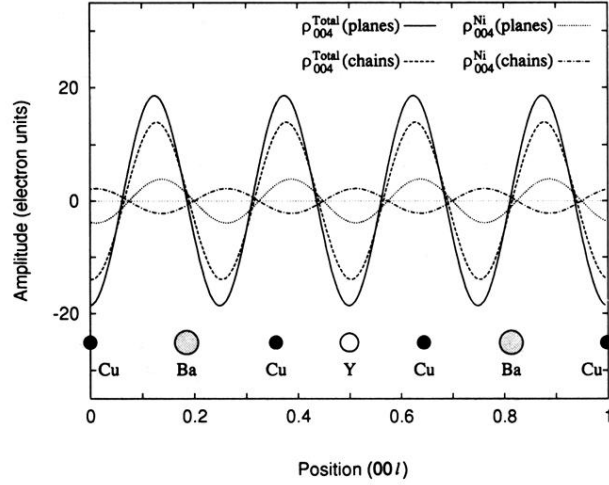 ρ₀₀₄ᵀᵒᵗᵃˡ(planes) ρ₀₀₄ᴺⁱ(planes)
ρ₀₀₄ᵀᵒᵗᵃˡ(chains) ρ₀₀₄ᴺⁱ(chains)
20
0
-20
Amplitude (electron units)
Cu Ba Cu Y Cu Ba Cu
0 0.2 0.4 0.6 0.8 1
Position (00l)